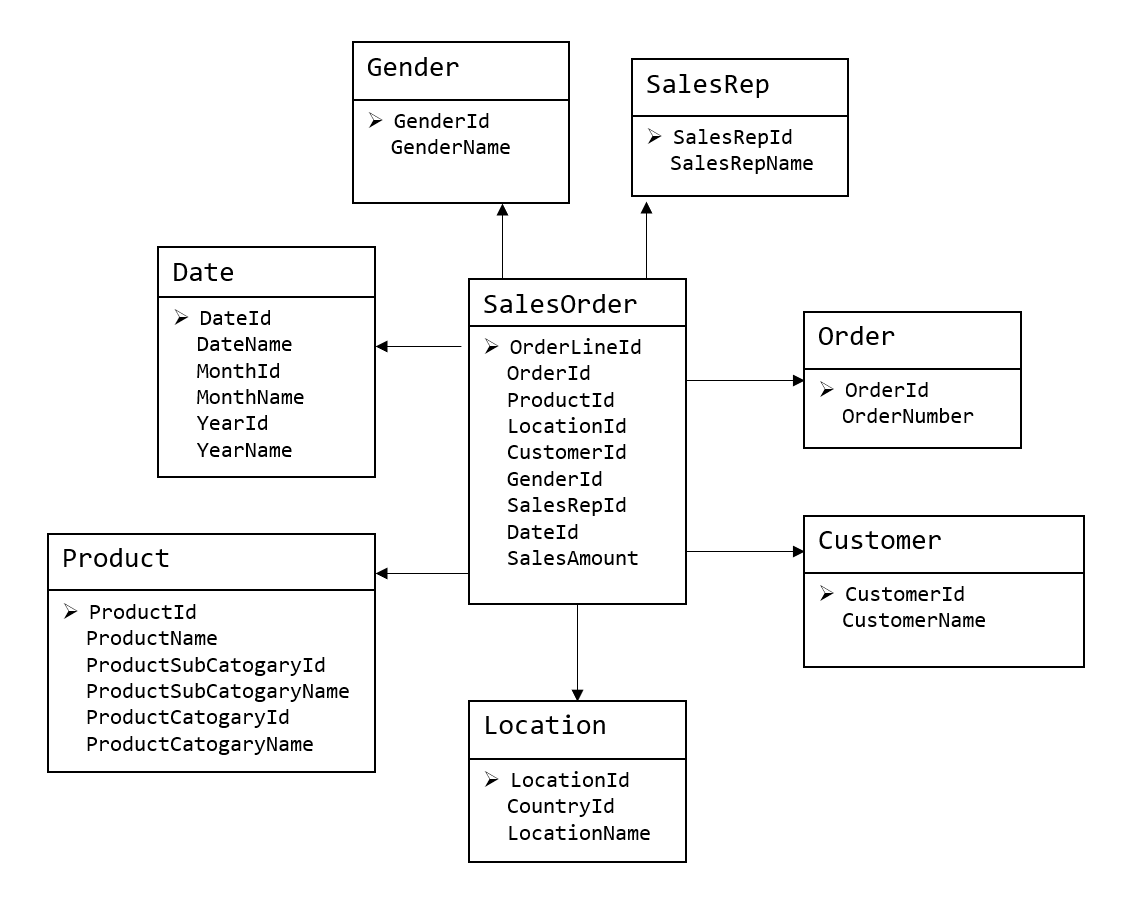 Gender
GenderId
GenderName
SalesRep
SalesRepId
SalesRepName
Date
DateId
DateName
MonthId
MonthName
YearId
YearName
SalesOrder
OrderLineId
OrderId
ProductId
LocationId
CustomerId
GenderId
SalesRepId
DateId
SalesAmount
Order
OrderId
OrderNumber
Product
ProductId
ProductName
ProductSubCatogaryId
ProductSubCatogaryName
ProductCatogaryId
ProductCatogaryName
Customer
CustomerId
CustomerName
Location
LocationId
CountryId
LocationName